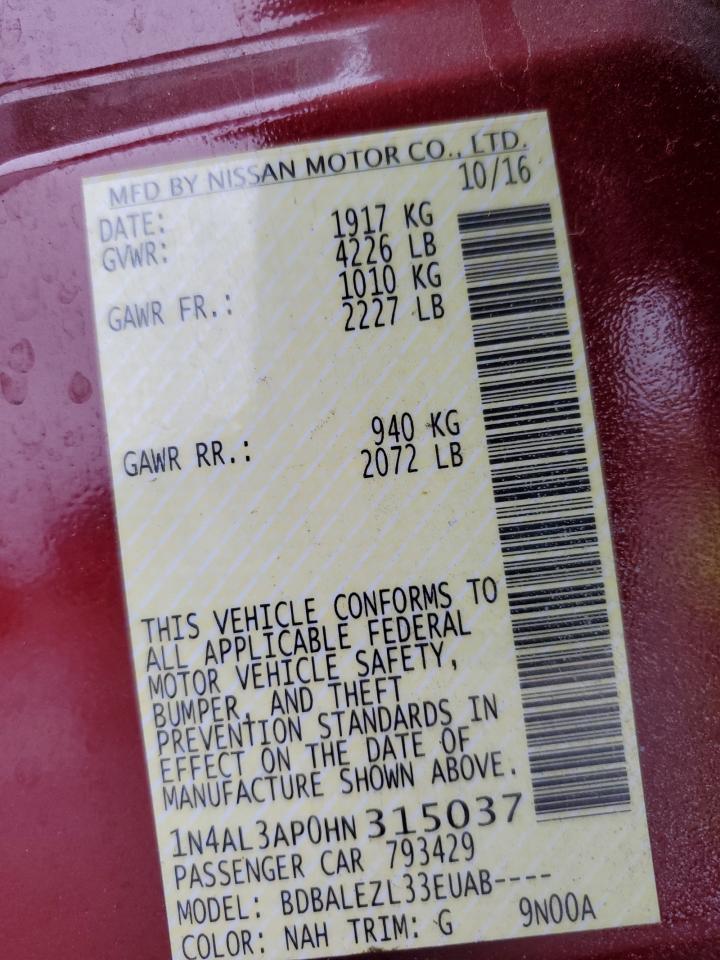 MFD BY NISSAN MOTOR CO., LTD.
DATE: 10/16
GVWR: 1917 KG
4226 LB
GAWR FR.: 1010 KG
2227 LB
GAWR RR.: 940 KG
2072 LB
THIS VEHICLE CONFORMS TO
ALL APPLICABLE FEDERAL
MOTOR VEHICLE SAFETY,
BUMPER, AND THEFT
PREVENTION STANDARDS IN
EFFECT ON THE DATE OF
MANUFACTURE SHOWN ABOVE.
1N4AL3AP0HN 315037
PASSENGER CAR 793429
MODEL: BDBALEZL33EUAB----
COLOR: NAH TRIM: G 9N00A